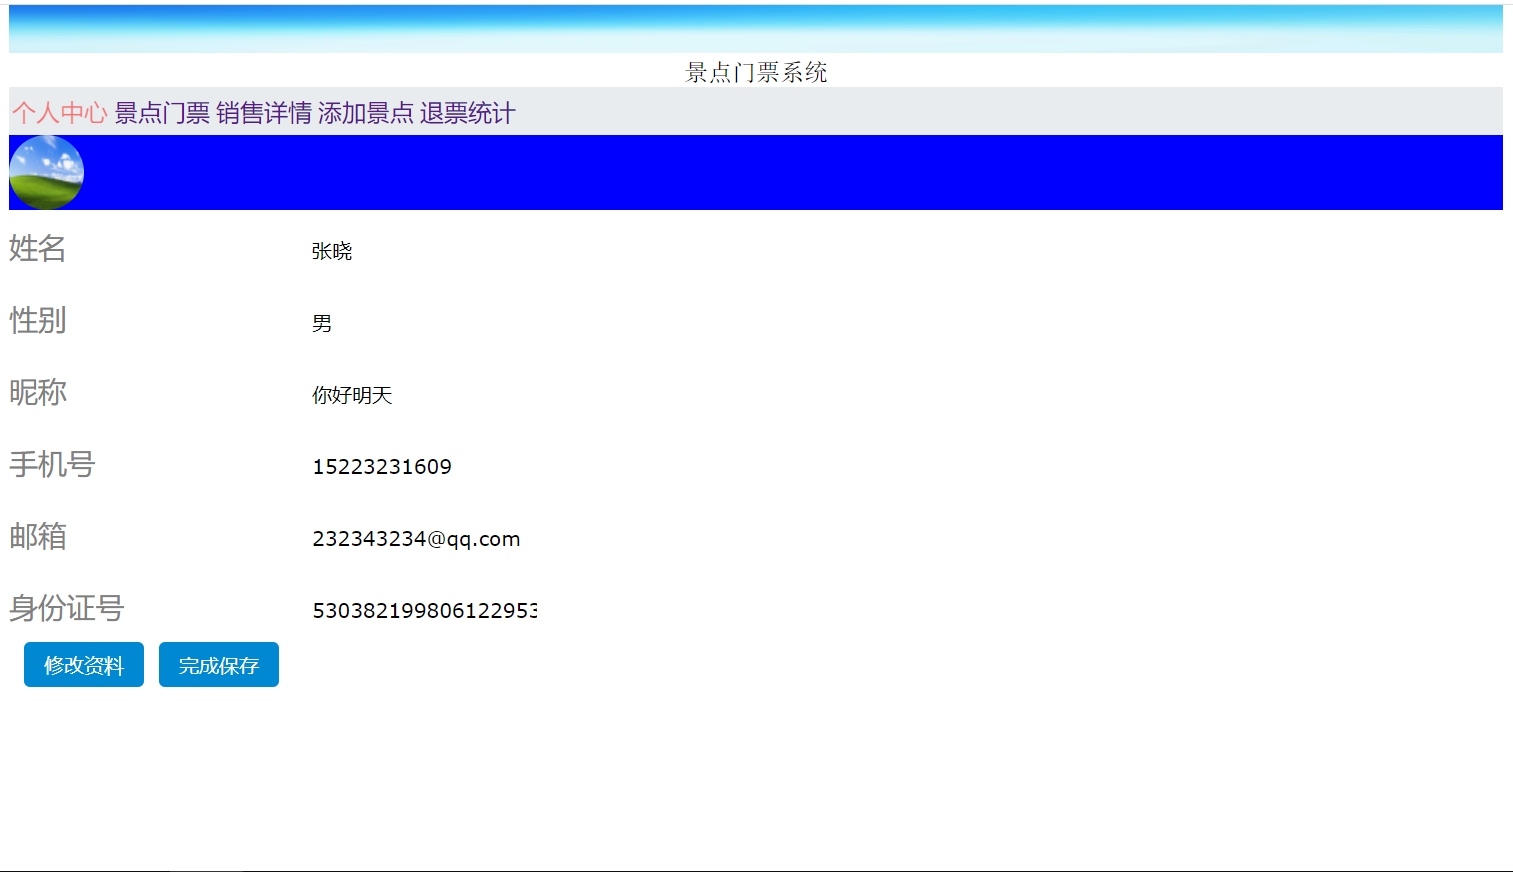 景点门票系统
个人中心 景点门票 销售详情 添加景点 退票统计
姓名 张晓
性别 男
昵称 你好明天
手机号 15223231609
邮箱 232343234@qq.com
身份证号 530382199806122953
修改资料 完成保存